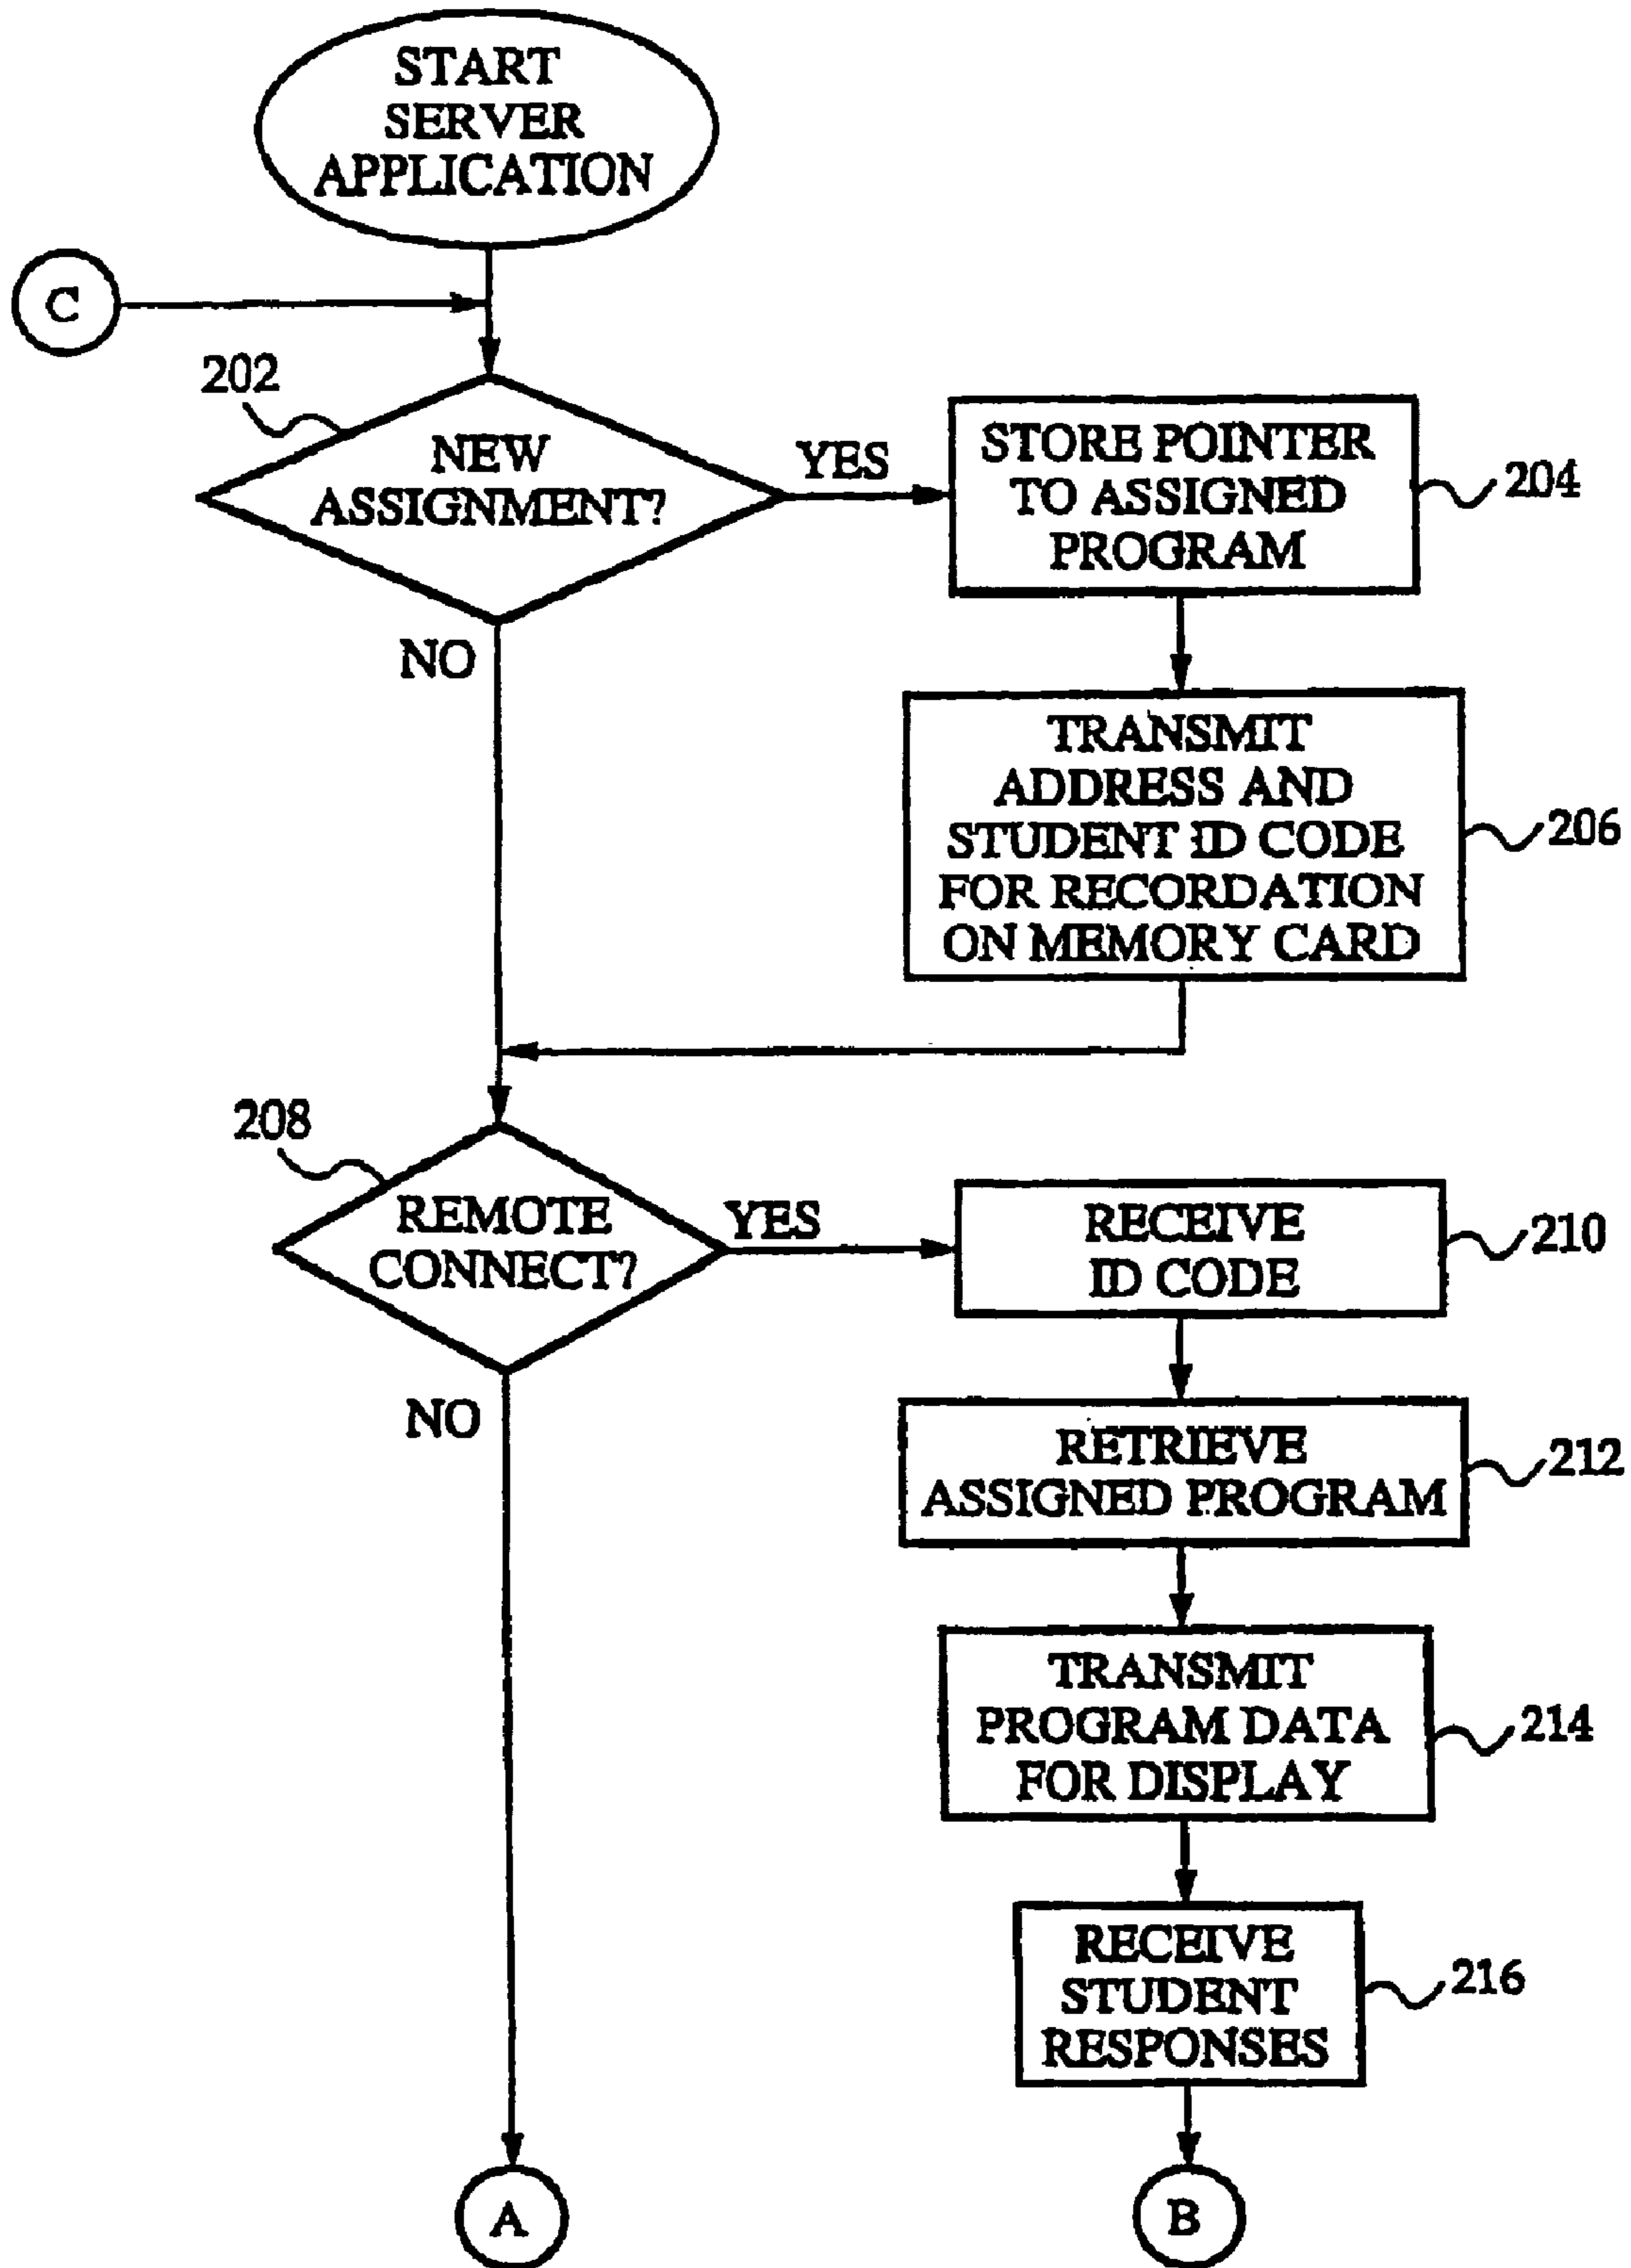 START
SERVER
APPLICATION
C
202
NEW
ASSIGNMENT?
YES
STORE POINTER
TO ASSIGNED
PROGRAM
204
NO
TRANSMIT
ADDRESS AND
STUDENT ID CODE
FOR RECORDATION
ON MEMORY CARD
206
208
REMOTE
CONNECT?
YES
RECEIVE
ID CODE
210
NO
RETRIEVE
ASSIGNED PROGRAM
212
TRANSMIT
PROGRAM DATA
FOR DISPLAY
214
RECEIVE
STUDENT
RESPONSES
216
A
B